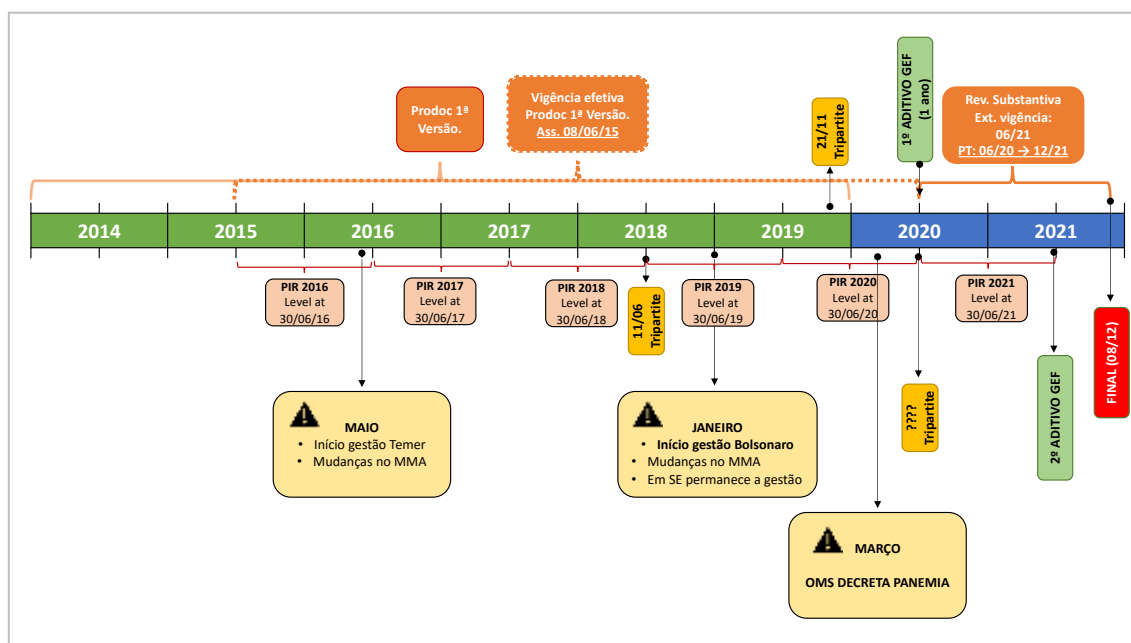 Prodoc 1ª
Versão.
Vigência efetiva
Prodoc 1ª Versão.
Ass. 08/06/15
21/11
Tripartite
1º ADITIVO GEF
(1 ano)
Rev. Substantiva
Ext. vigência:
06/21
PT: 06/20 → 12/21
2014
2015
2016
2017
2018
2019
2020
2021
PIR 2016
Level at
30/06/16
PIR 2017
Level at
30/06/17
PIR 2018
Level at
30/06/18
11/06
Tripartite
PIR 2019
Level at
30/06/19
PIR 2020
Level at
30/06/20
PIR 2021
Level at
30/06/21
FINAL (08/12)
????
Tripartite
2º ADITIVO GEF
MAIO
• Início gestão Temer
• Mudanças no MMA
JANEIRO
• Início gestão Bolsonaro
• Mudanças no MMA
• Em SE permanece a gestão
MARÇO
OMS DECRETA PANEMIA